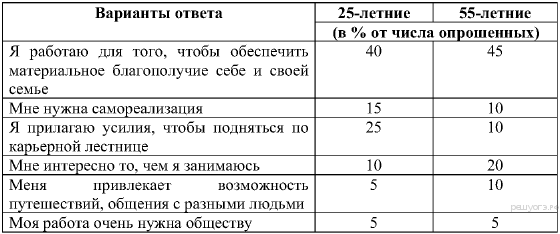 Варианты ответа 25-летние 55-летние
(в % от числа опрошенных)
Я работаю для того, чтобы обеспечить 40 45
материальное благополучие себе и своей
семье
Мне нужна самореализация 15 10
Я прилагаю усилия, чтобы подняться по 25 10
карьерной лестнице
Мне интересно то, чем я занимаюсь 10 20
Меня привлекает возможность 5 10
путешествий, общения с разными людьми
Моя работа очень нужна обществу 5 5
решуогэ.рф